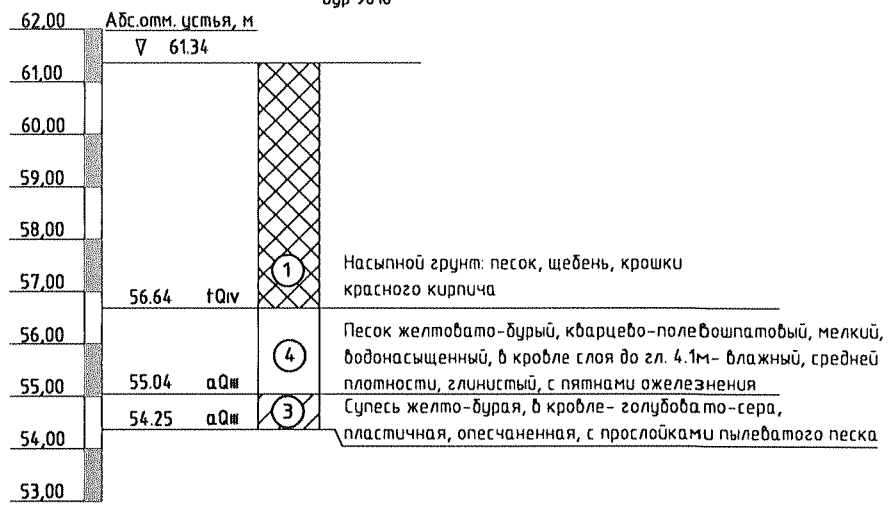 62,00 Абс.отм. устья, м
∇ 61.34
61,00
60,00
59,00
58,00
57,00
1
Насыпной грунт: песок, щебень, крошки
красного кирпича
56.64 tQIV
56,00
4
Песок желтовато-бурый, кварцево-полевошпатовый, мелкий,
водонасыщенный, в кровле слоя до гл. 4.1м- влажный, средней
плотности, глинистый, с пятнами ожелезнения
55,00
55.04 aQIII
3
Супесь желто-бурая, в кровле- голубовато-сера,
пластичная, опесчаненная, с прослойками пылеватого песка
54.25 aQIII
54,00
53,00